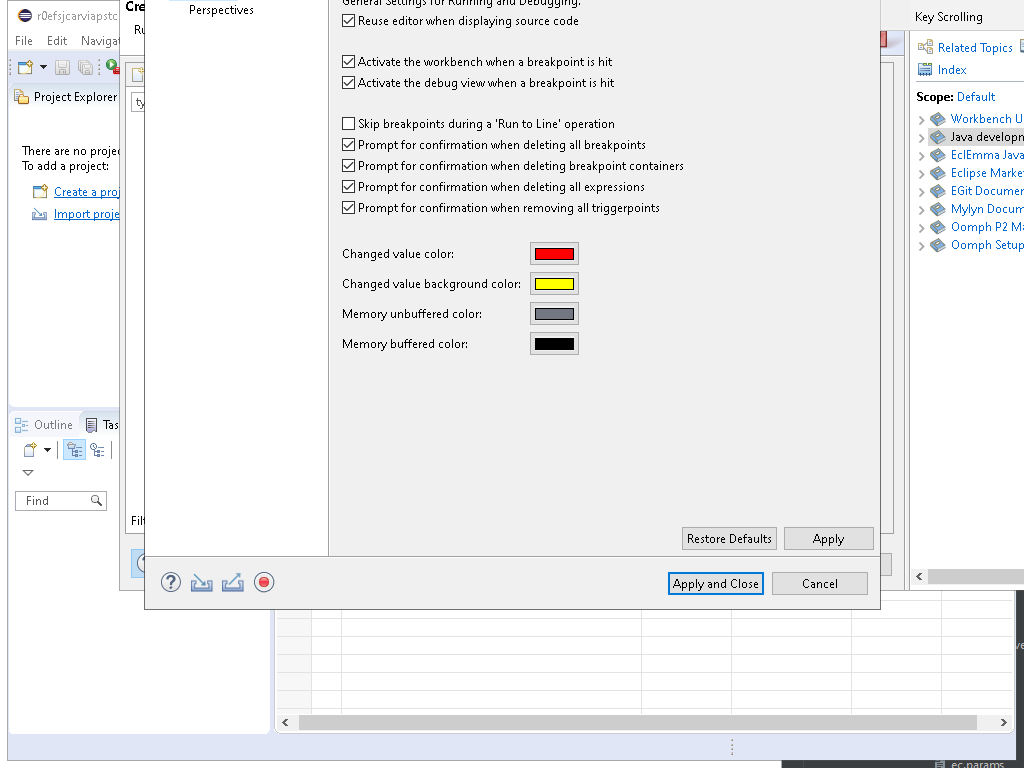 r0efsjcarviapstc
File Edit Navigat
Project Explorer
There are no projec
To add a project:
Create a proj
Import proje
Outline
Tas
Find
Cre
Ru
ty
Filt
Perspectives
General Settings for Running and Debugging.
Reuse editor when displaying source code
Activate the workbench when a breakpoint is hit
Activate the debug view when a breakpoint is hit
Skip breakpoints during a 'Run to Line' operation
Prompt for confirmation when deleting all breakpoints
Prompt for confirmation when deleting breakpoint containers
Prompt for confirmation when deleting all expressions
Prompt for confirmation when removing all triggerpoints
Changed value color:
Changed value background color:
Memory unbuffered color:
Memory buffered color:
Restore Defaults Apply
Apply and Close Cancel
Key Scrolling
Related Topics
Index
Scope: Default
Workbench U
Java developn
EclEmma Java
Eclipse Marke
EGit Documer
Mylyn Docum
Oomph P2 Ma
Oomph Setup
ve
ec.params